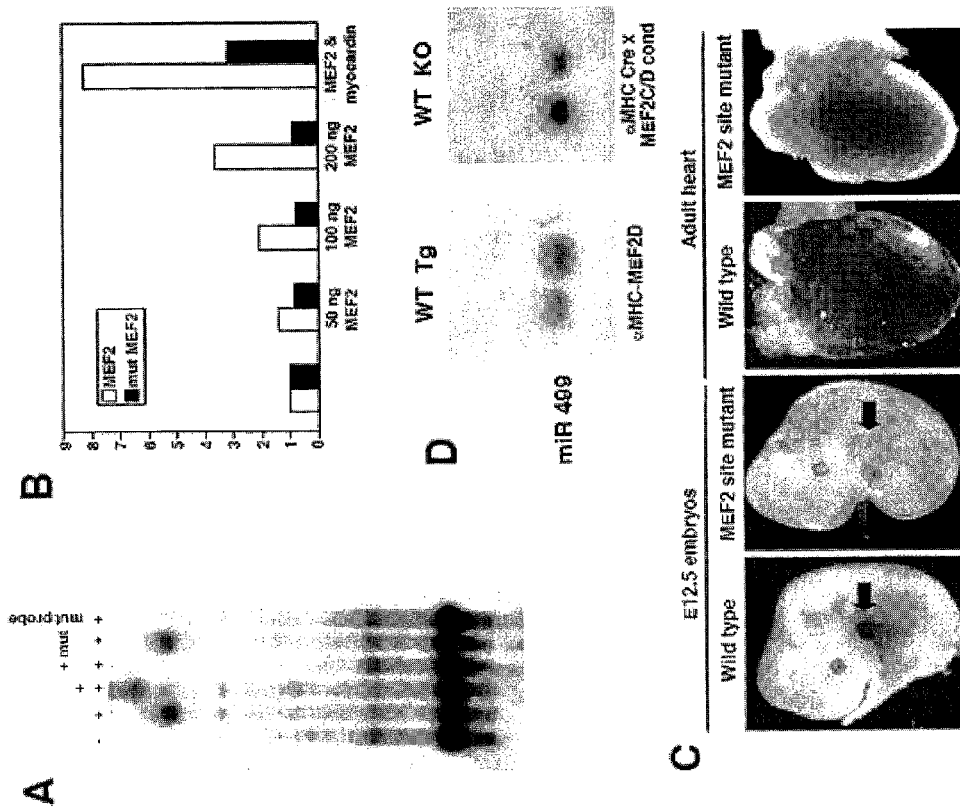 A
- + + + + +
+ + mut
mutprobe
B
9
8
7
6
5
4
3
2
1
0
MEF2
mut MEF2
50 ng
MEF2
100 ng
MEF2
200 ng
MEF2
MEF2 &
myocardin
D
WT Tg
WT KO
miR 499
αMHC-MEF2D
αMHC Cre X
MEF2C/D cond
C
E12.5 embryos
Adult heart
Wild type
MEF2 site mutant
Wild type
MEF2 site mutant